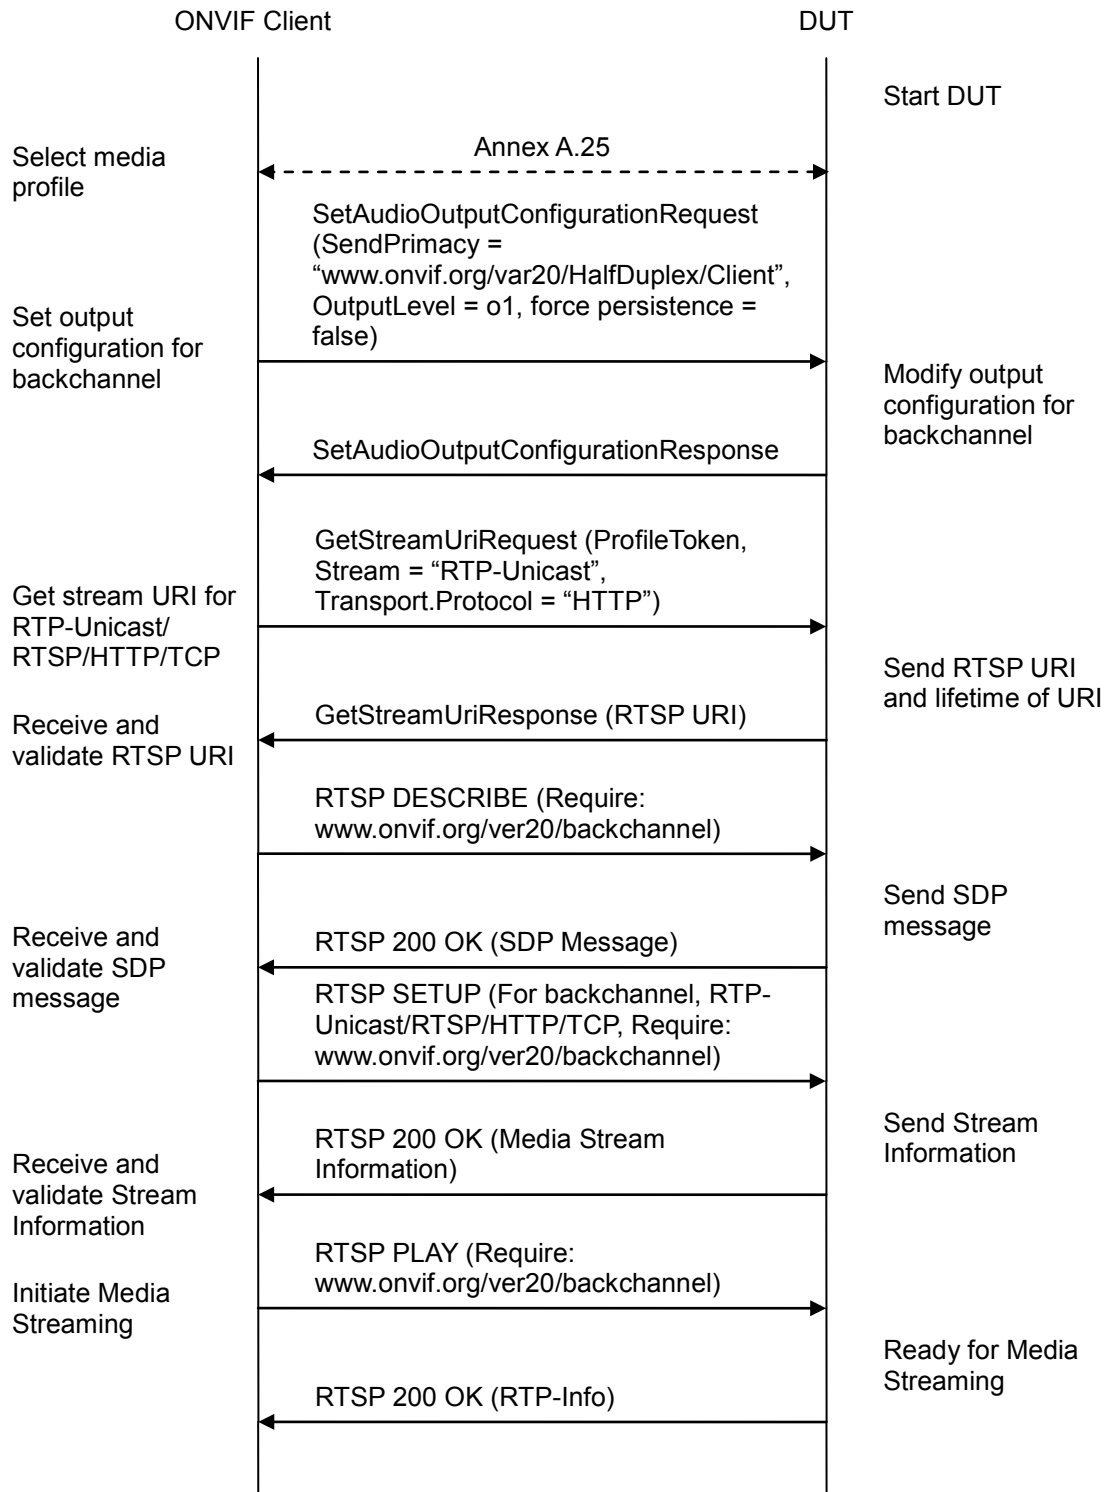 ONVIF Client
DUT
Start DUT
Annex A.25
Select media
profile
SetAudioOutputConfigurationRequest
(SendPrimacy =
“www.onvif.org/var20/HalfDuplex/Client”,
OutputLevel = o1, force persistence =
false)
Set output
configuration for
backchannel
Modify output
configuration for
backchannel
SetAudioOutputConfigurationResponse
GetStreamUriRequest (ProfileToken,
Stream = “RTP-Unicast”,
Transport.Protocol = “HTTP”)
Get stream URI for
RTP-Unicast/
RTSP/HTTP/TCP
Send RTSP URI
and lifetime of URI
GetStreamUriResponse (RTSP URI)
Receive and
validate RTSP URI
RTSP DESCRIBE (Require:
www.onvif.org/ver20/backchannel)
Send SDP
message
Receive and
validate SDP
message
RTSP 200 OK (SDP Message)
RTSP SETUP (For backchannel, RTP-
Unicast/RTSP/HTTP/TCP, Require:
www.onvif.org/ver20/backchannel)
Send Stream
Information
RTSP 200 OK (Media Stream
Information)
Receive and
validate Stream
Information
RTSP PLAY (Require:
www.onvif.org/ver20/backchannel)
Initiate Media
Streaming
Ready for Media
Streaming
RTSP 200 OK (RTP-Info)